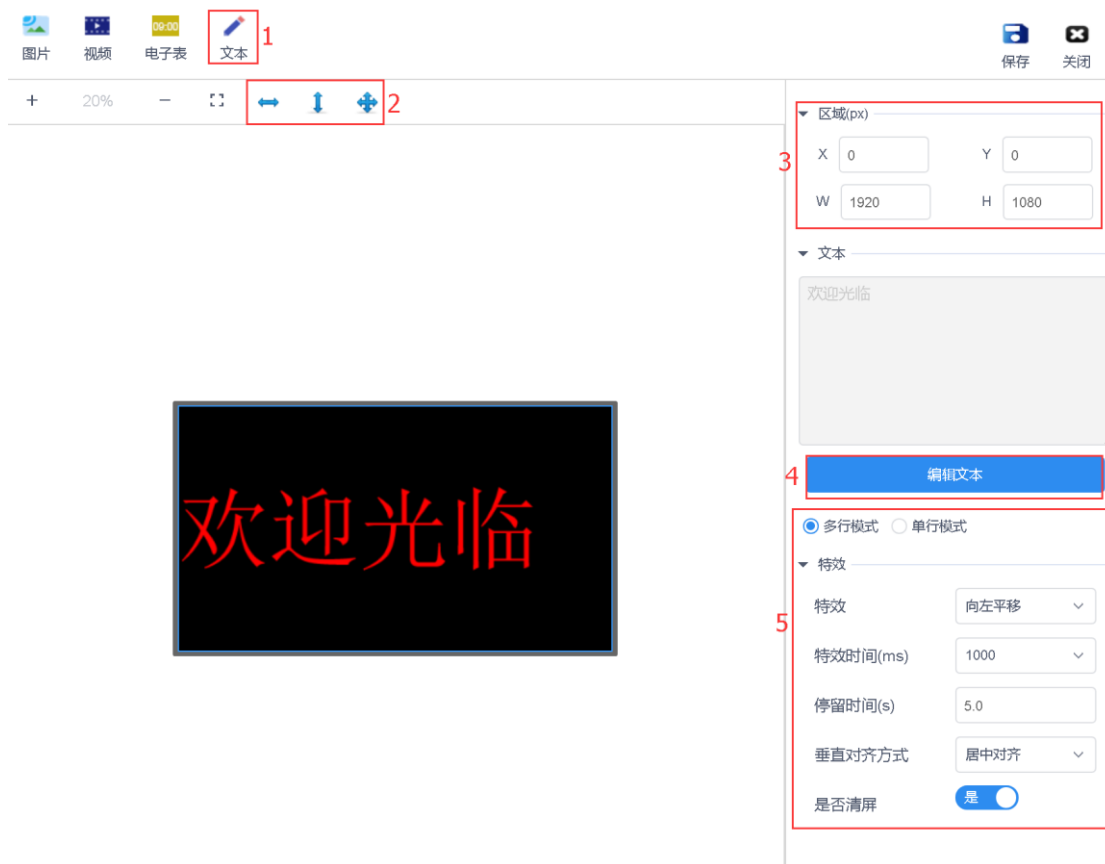 09:00
图片 视频 电子表 文本 1 保存 关闭
+ 20% − 2
区域(px)
3
X 0 Y 0
W 1920 H 1080
文本
欢迎光临
4 编辑文本
欢迎光临
多行模式 单行模式
特效
5
特效 向左平移
特效时间(ms) 1000
停留时间(s) 5.0
垂直对齐方式 居中对齐
是否清屏 是